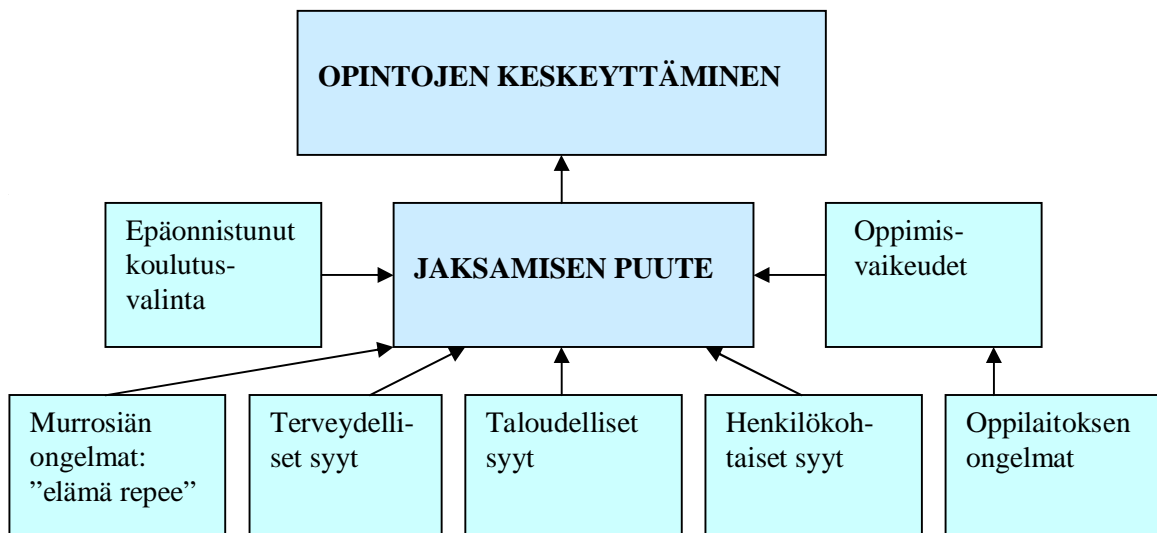 OPINTOJEN KESKEYTTÄMINEN
Epäonnistunut
koulutus-
valinta
JAKSAMISEN PUUTE
Oppimis-
vaikeudet
Murrosiän
ongelmat:
”elämä repee”
Terveydelli-
set syyt
Taloudelliset
syyt
Henkilökoh-
taiset syyt
Oppilaitoksen
ongelmat